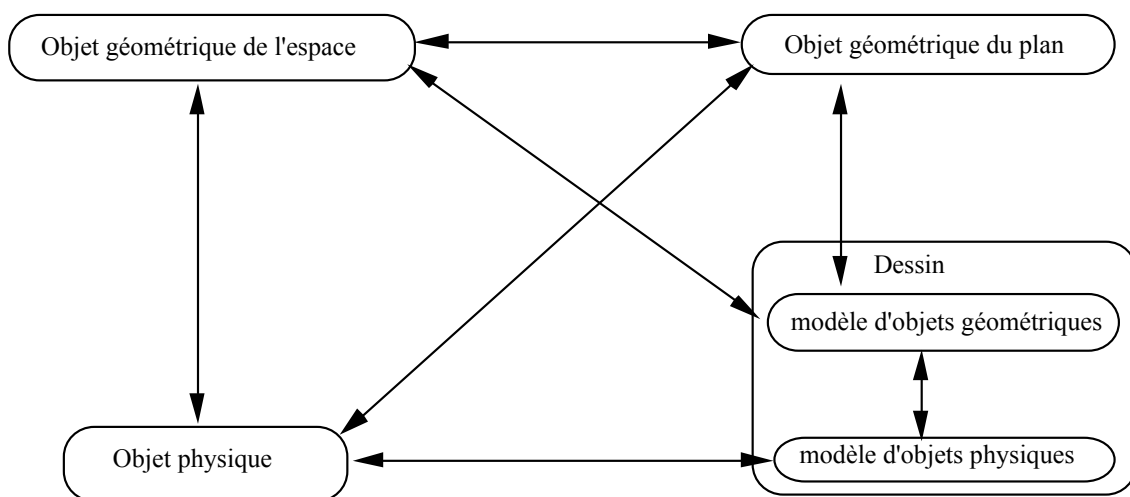 Objet géométrique de l'espace
Objet géométrique du plan
Dessin
modèle d'objets géométriques
Objet physique
modèle d'objets physiques